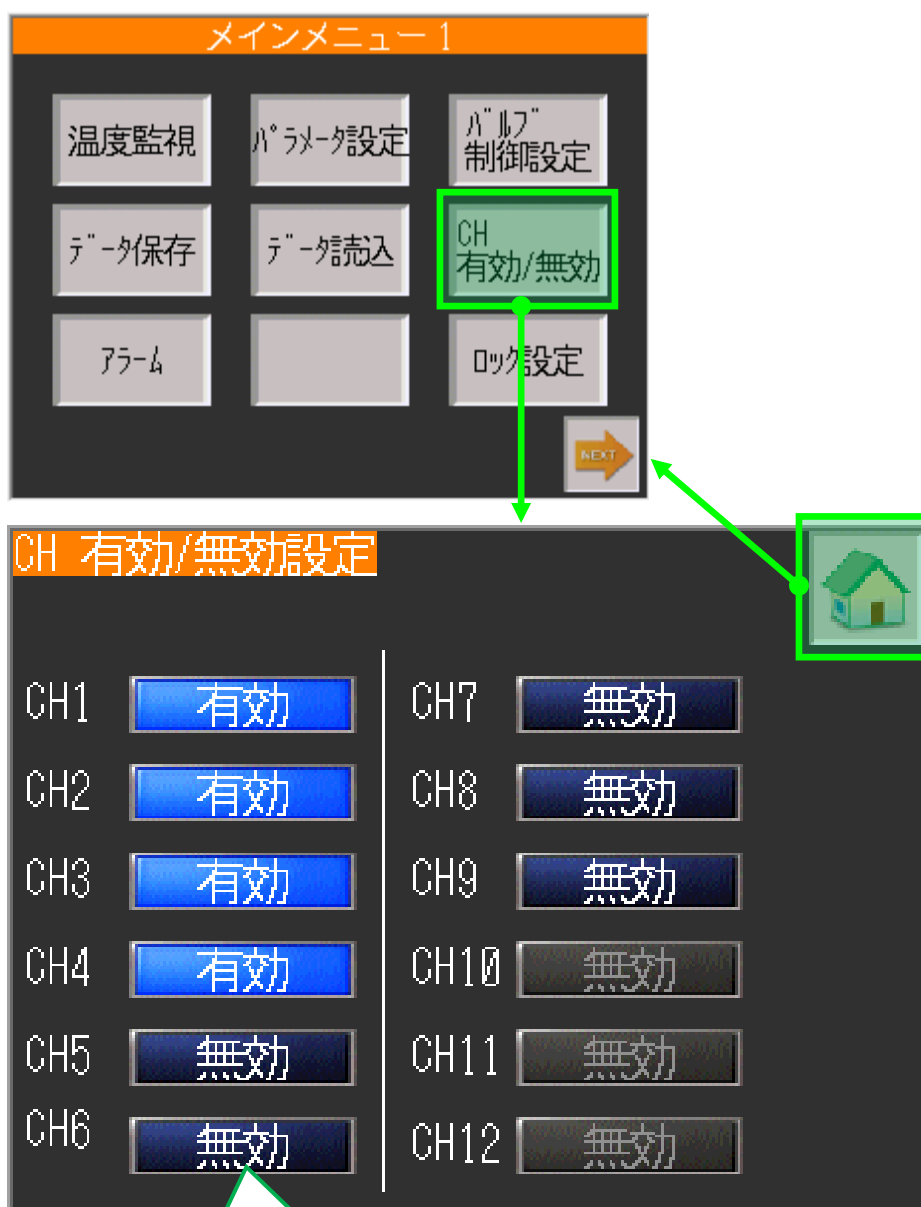 メインメニュー1
温度監視
ﾊﾟﾗﾒｰﾀ設定
ﾊﾞﾙﾌﾞ
制御設定
ﾃﾞｰﾀ保存
ﾃﾞｰﾀ読込
CH
有効/無効
ｱﾗｰﾑ
ﾛｯｸ設定
NEXT
CH 有効/無効設定
CH1 有効
CH2 有効
CH3 有効
CH4 有効
CH5 無効
CH6 無効
CH7 無効
CH8 無効
CH9 無効
CH10 無効
CH11 無効
CH12 無効